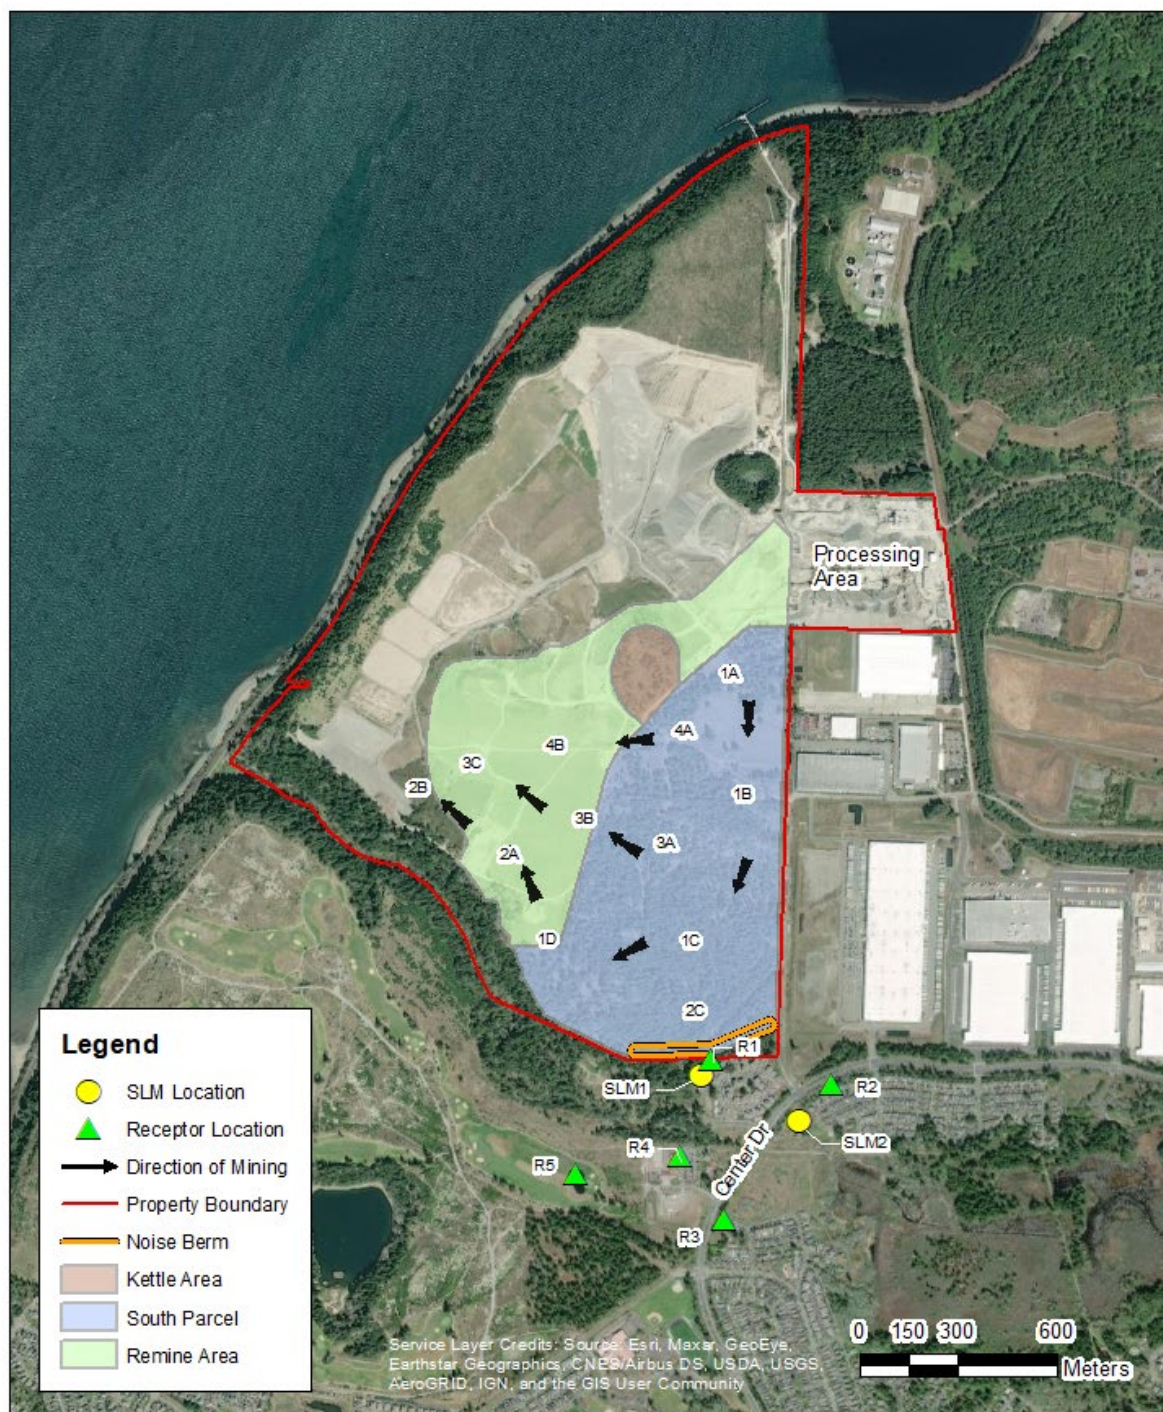 Processing
Area
1A
4A
4B
3C
2B
1B
3B
3A
2A
1D
1C
2C
R1
SLM1
R2
SLM2
R4
R5
Center Dr
R3
Legend
SLM Location
Receptor Location
Direction of Mining
Property Boundary
Noise Berm
Kettle Area
South Parcel
Remine Area
Service Layer Credits: Source: Esri, Maxar, GeoEye,
Earthstar Geographics, CNES/Airbus DS, USDA, USGS,
AeroGRID, IGN, and the GIS User Community
0 150 300 600
Meters